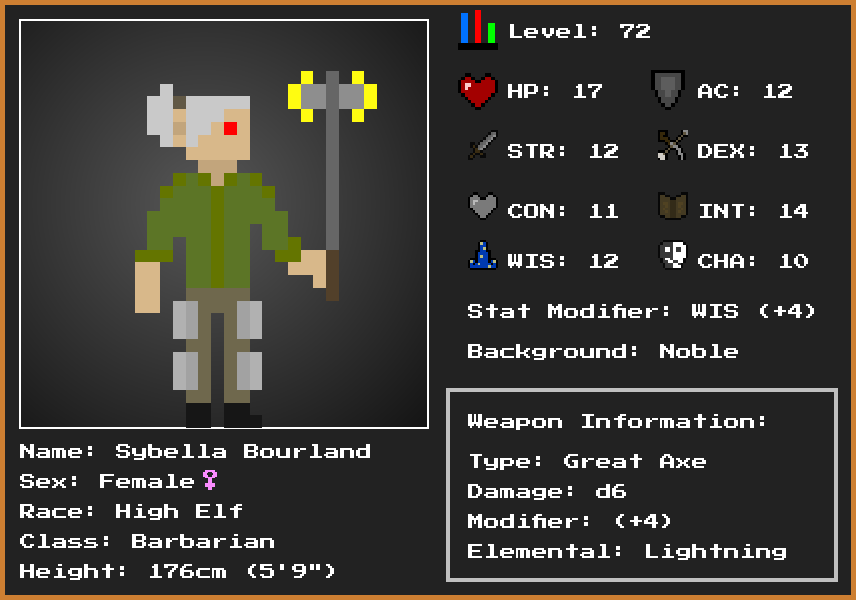 Level: 72
HP: 17
AC: 12
STR: 12
DEX: 13
CON: 11
INT: 14
WIS: 12
CHA: 10
Stat Modifier: WIS (+4)
Background: Noble
Weapon Information:
Type: Great Axe
Damage: d6
Modifier: (+4)
Elemental: Lightning
Name: Sybella Bourland
Sex: Female♀
Race: High Elf
Class: Barbarian
Height: 176cm (5'9")